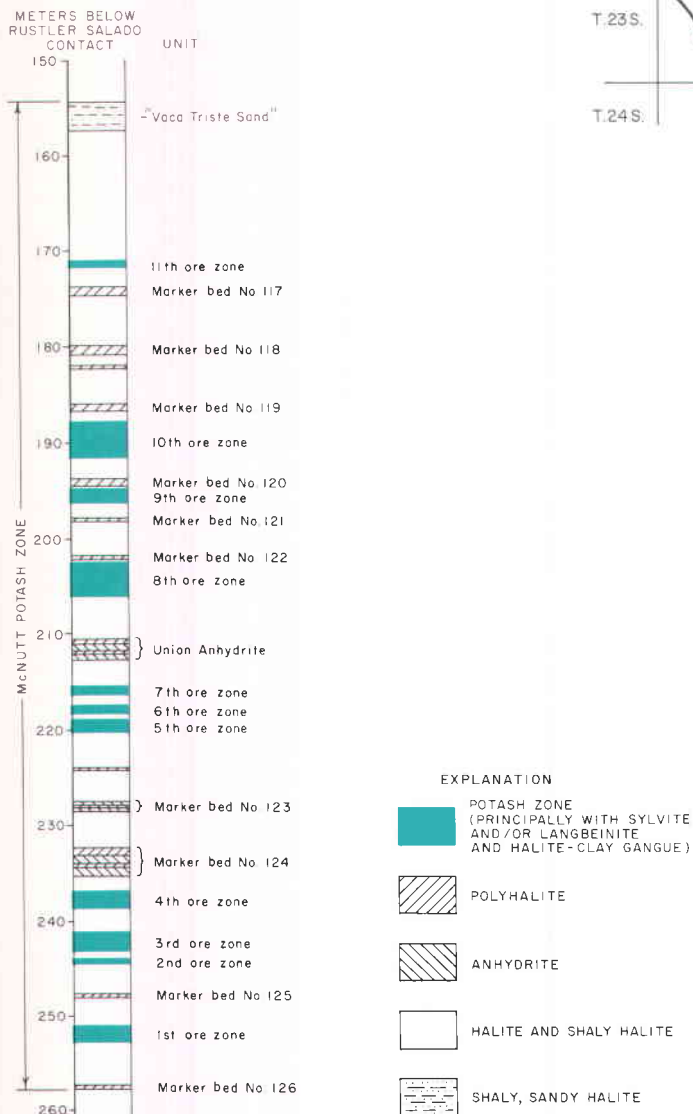 METERS BELOW
RUSTLER SALADO
CONTACT
UNIT
T.23S.
T.24S.
150
-"Vaca Triste Sand"
160
170
11th ore zone
Marker bed No 117
180
Marker bed No 118
Marker bed No 119
190
10th ore zone
Marker bed No. 120
9th ore zone
Marker bed No. 121
200
Marker bed No 122
8th ore zone
McNUTT POTASH ZONE
210
Union Anhydrite
7th ore zone
6th ore zone
220
5th ore zone
Marker bed No 123
230
Marker bed No. 124
4th ore zone
240
3rd ore zone
2nd ore zone
Marker bed No 125
250
1st ore zone
Marker bed No 126
260
EXPLANATION
POTASH ZONE
(PRINCIPALLY WITH SYLVITE
AND/OR LANGBEINITE
AND HALITE-CLAY GANGUE)
POLYHALITE
ANHYDRITE
HALITE AND SHALY HALITE
SHALY, SANDY HALITE